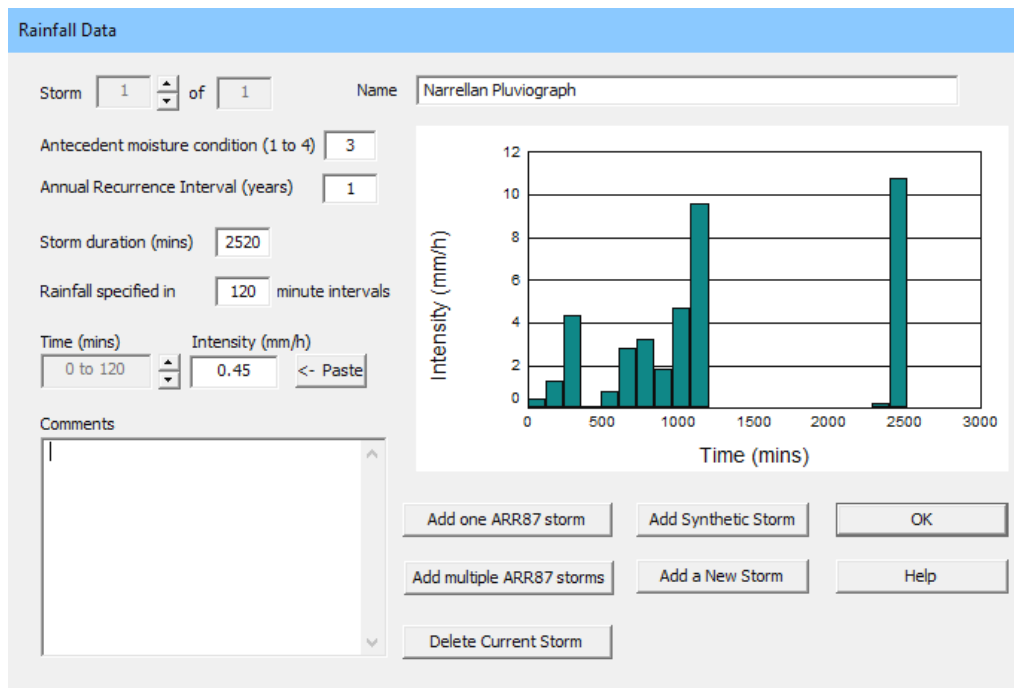 Rainfall Data
Storm 1 of 1
Name Narrellan Pluviograph
Antecedent moisture condition (1 to 4) 3
Annual Recurrence Interval (years) 1
Storm duration (mins) 2520
Rainfall specified in 120 minute intervals
Time (mins) Intensity (mm/h)
0 to 120 0.45 <- Paste
Comments
Intensity (mm/h)
12
10
8
6
4
2
0
0 500 1000 1500 2000 2500 3000
Time (mins)
Add one ARR87 storm Add Synthetic Storm OK
Add multiple ARR87 storms Add a New Storm Help
Delete Current Storm